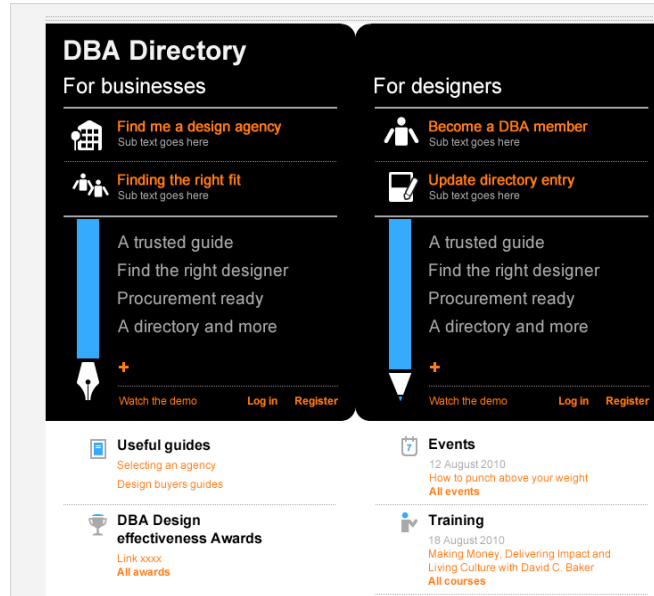 DBA Directory
For businesses
Find me a design agency
Sub text goes here
Finding the right fit
Sub text goes here
A trusted guide
Find the right designer
Procurement ready
A directory and more
+
Watch the demo Log in Register
For designers
Become a DBA member
Sub text goes here
Update directory entry
Sub text goes here
A trusted guide
Find the right designer
Procurement ready
A directory and more
+
Watch the demo Log in Register
Useful guides
Selecting an agency
Design buyers guides
DBA Design
effectiveness Awards
Link xxxx
All awards
7
Events
12 August 2010
How to punch above your weight
All events
Training
18 August 2010
Making Money, Delivering Impact and
Living Culture with David C. Baker
All courses